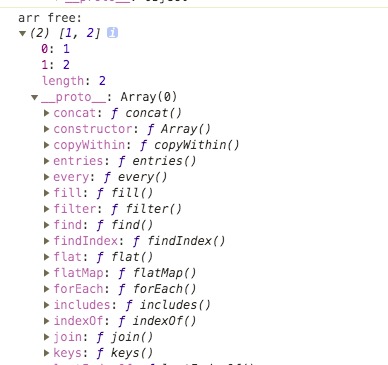 arr free:
▼(2) [1, 2] i
0: 1
1: 2
length: 2
▼__proto__: Array(0)
▶concat: ƒ concat()
▶constructor: ƒ Array()
▶copyWithin: ƒ copyWithin()
▶entries: ƒ entries()
▶every: ƒ every()
▶fill: ƒ fill()
▶filter: ƒ filter()
▶find: ƒ find()
▶findIndex: ƒ findIndex()
▶flat: ƒ flat()
▶flatMap: ƒ flatMap()
▶forEach: ƒ forEach()
▶includes: ƒ includes()
▶indexOf: ƒ indexOf()
▶join: ƒ join()
▶keys: ƒ keys()